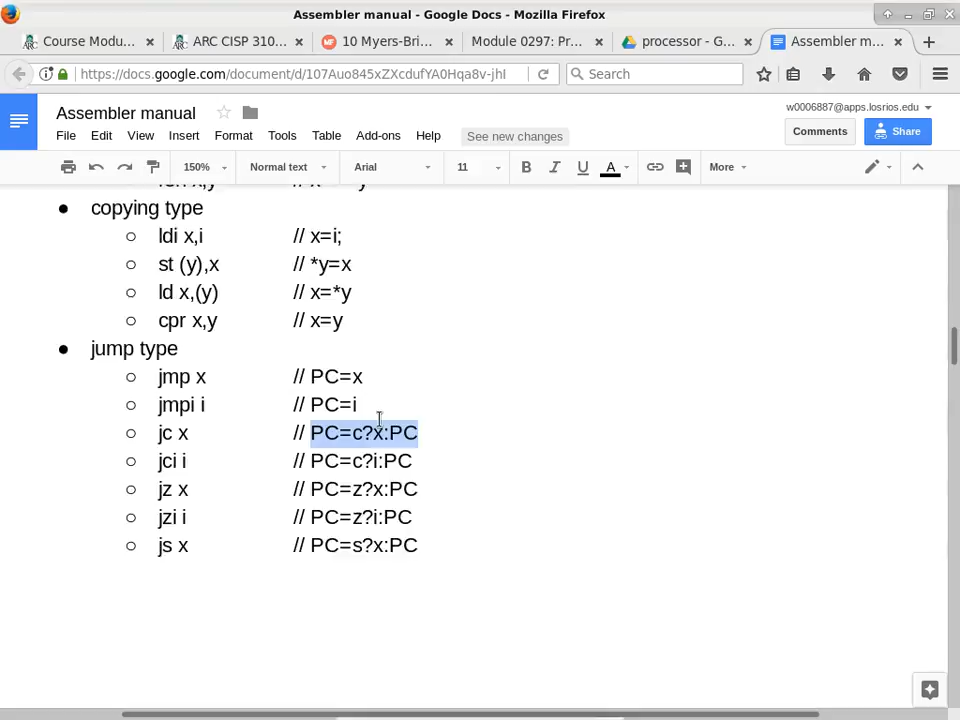 Assembler manual - Google Docs - Mozilla Firefox
Course Modu... ARC CISP 310... 10 Myers-Bri... Module 0297: Pr... processor - G... Assembler m...
https://docs.google.com/document/d/107Auo845xZXcdufYA0Hqa8v-jhI Search
Assembler manual w0006887@apps.losrios.edu
File Edit View Insert Format Tools Table Add-ons Help See new changes Comments Share
150% Normal text Arial 11 B I U A More
● copying type
○ ldi x,i // x=i;
○ st (y),x // *y=x
○ ld x,(y) // x=*y
○ cpr x,y // x=y
● jump type
○ jmp x // PC=x
○ jmpi i // PC=i
○ jc x // PC=c?x:PC
○ jci i // PC=c?i:PC
○ jz x // PC=z?x:PC
○ jzi i // PC=z?i:PC
○ js x // PC=s?x:PC